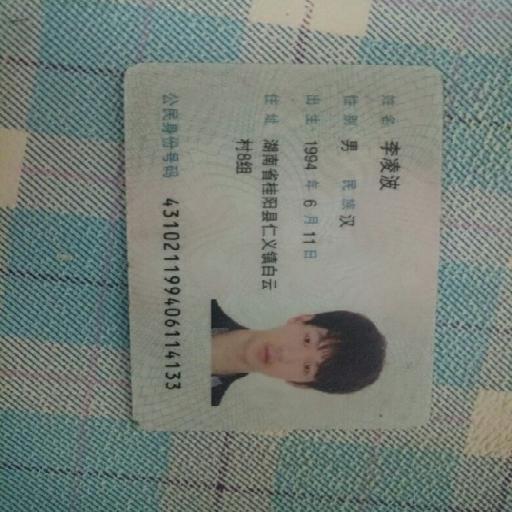 姓名 李凌波
性别 男 民族 汉
出生 1994 年 6 月 11 日
住址 湖南省桂阳县仁义镇白云
村8组
公民身份号码 431021199406114133